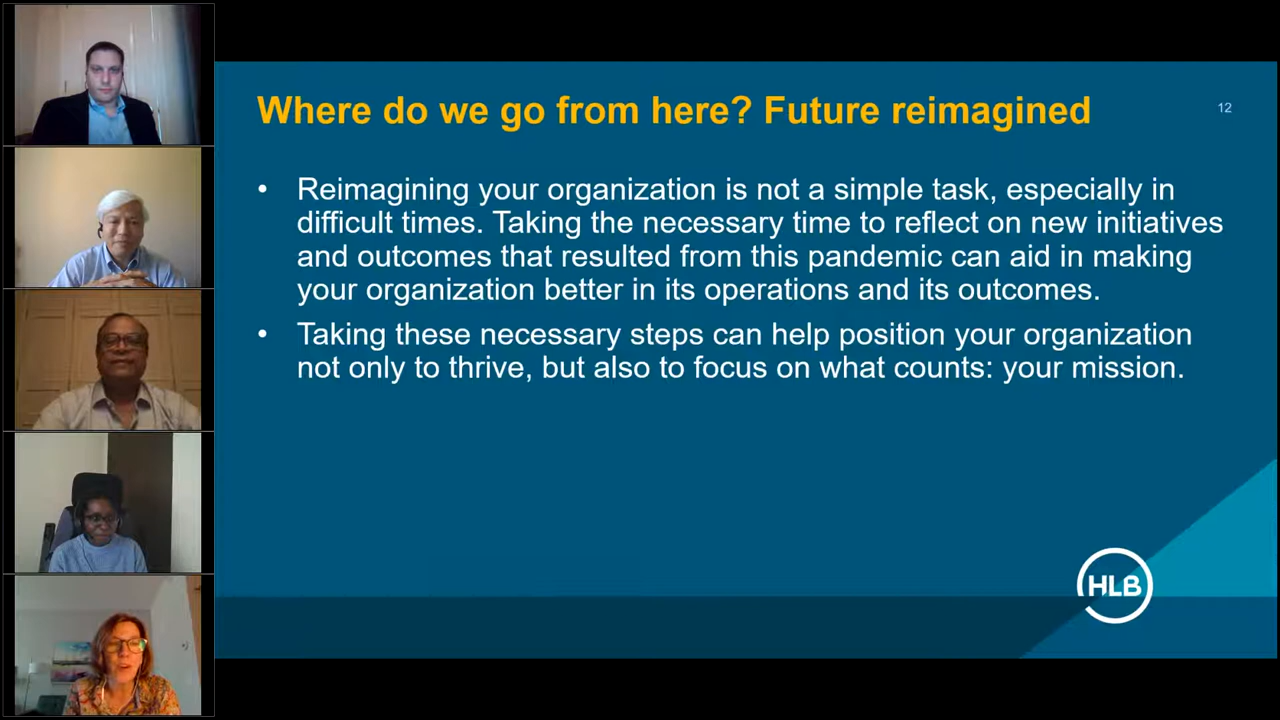 Where do we go from here? Future reimagined
12
• Reimagining your organization is not a simple task, especially in
difficult times. Taking the necessary time to reflect on new initiatives
and outcomes that resulted from this pandemic can aid in making
your organization better in its operations and its outcomes.
• Taking these necessary steps can help position your organization
not only to thrive, but also to focus on what counts: your mission.
HLB